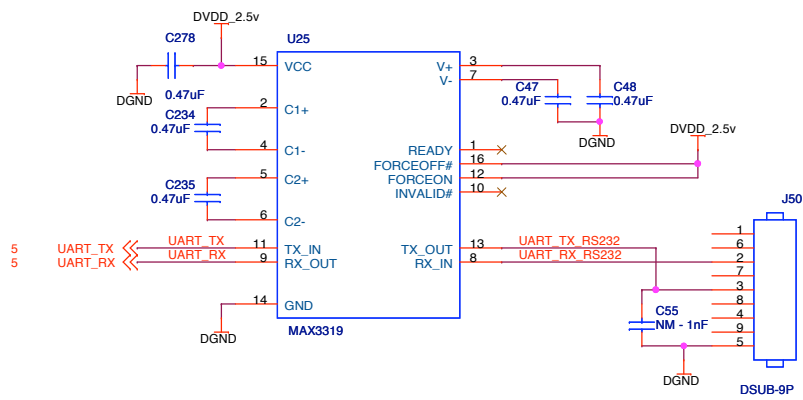 DVDD_2.5v
C278
U25
15 VCC
V+ 3
V- 7
0.47uF
DGND
C47
0.47uF
C48
0.47uF
2 C1+
C234
0.47uF
DGND
DVDD_2.5v
4 C1-
READY 1
FORCEOFF# 16
5 C2+
FORCEON 12
C235
0.47uF
INVALID# 10
J50
6 C2-
1
6
5 UART_TX UART_TX 11 TX_IN
TX_OUT 13 UART_TX_RS232
5 UART_RX UART_RX 9 RX_OUT
RX_IN 8 UART_RX_RS232
2
7
3
14 GND
8
C55
NM - 1nF
4
9
DGND
MAX3319
5
DGND
DSUB-9P